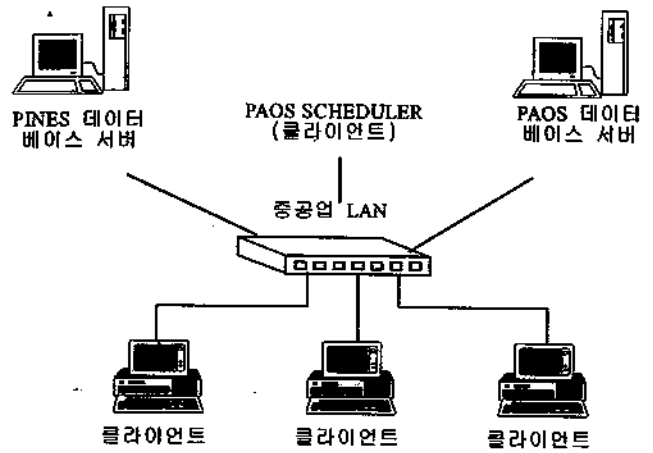 PINES 데이터
베이스 서버
PAOS SCHEDULER
(클라이언트)
PAOS 데이터
베이스 서버
중공업 LAN
클라이언트
클라이언트
클라이언트